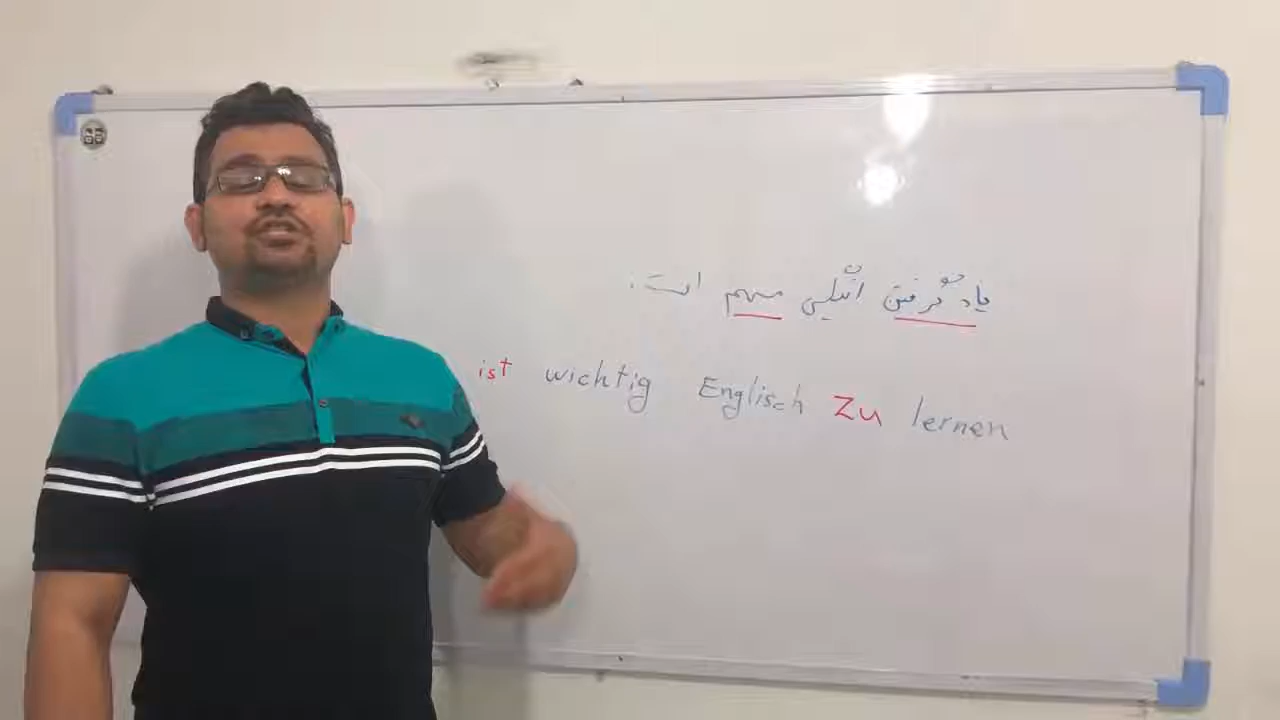 یاد گرفتن انگلیسی مهم است.
ist wichtig Englisch zu lernen